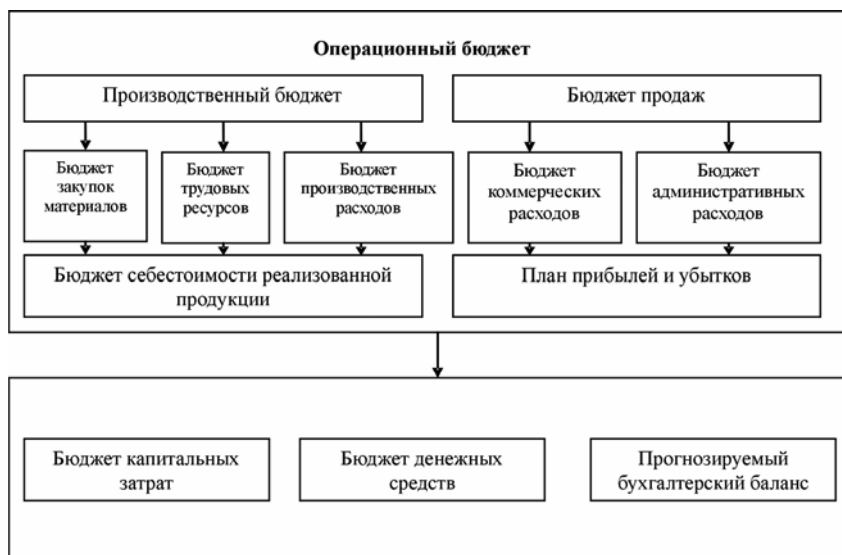 Операционный бюджет
Производственный бюджет
Бюджет продаж
Бюджет
закупок
материалов
Бюджет
трудовых
ресурсов
Бюджет
производственных
расходов
Бюджет
коммерческих
расходов
Бюджет
административных
расходов
Бюджет себестоимости реализованной
продукции
План прибылей и убытков
Бюджет капитальных
затрат
Бюджет денежных
средств
Прогнозируемый
бухгалтерский баланс